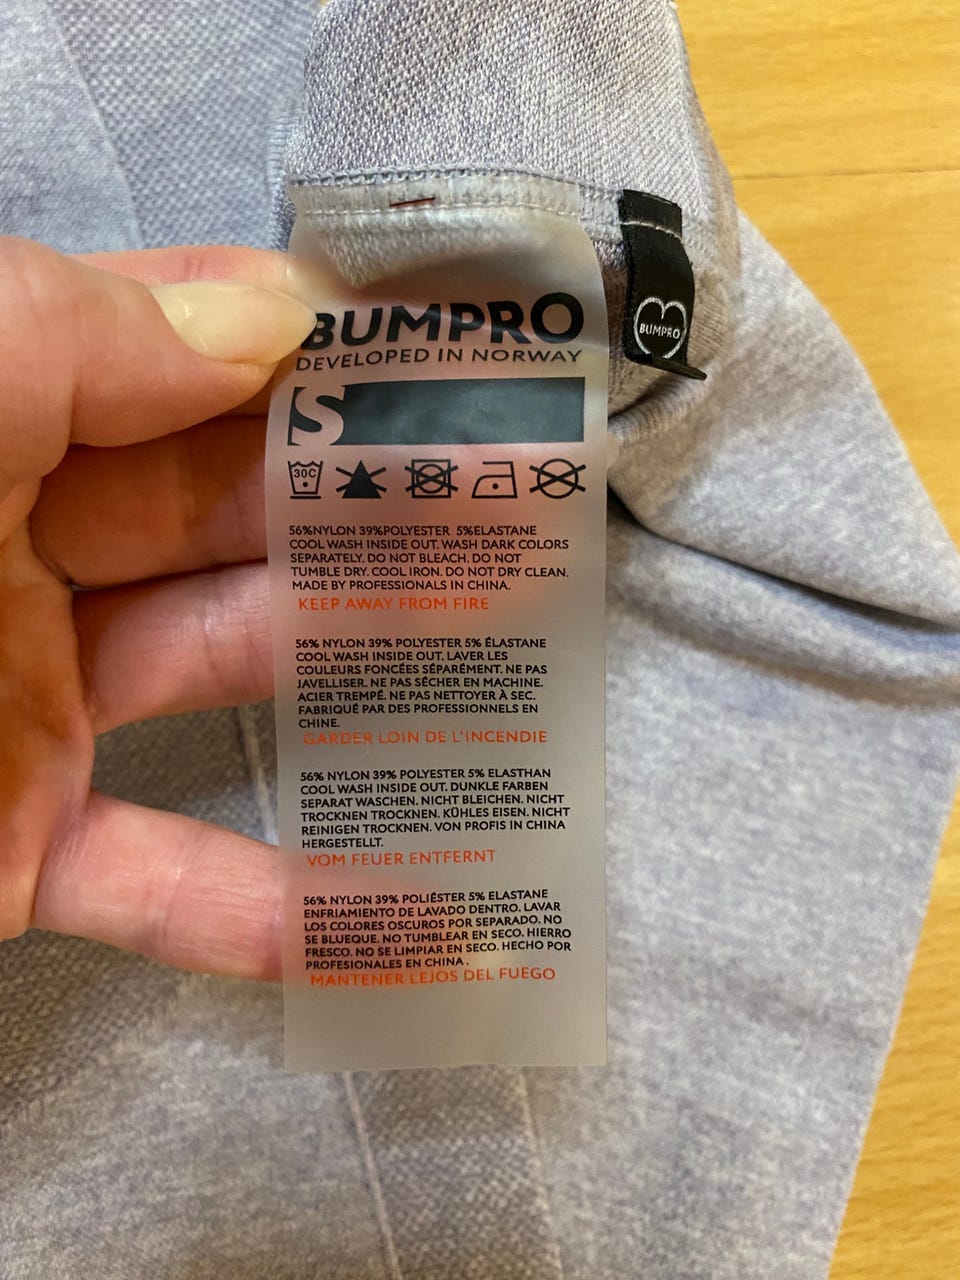 BUMPRO
DEVELOPED IN NORWAY
BUMPRO
S
30C
56%NYLON 39%POLYESTER 5%ELASTANE
COOL WASH INSIDE OUT. WASH DARK COLORS
SEPARATELY. DO NOT BLEACH. DO NOT
TUMBLE DRY. COOL IRON. DO NOT DRY CLEAN.
MADE BY PROFESSIONALS IN CHINA.
KEEP AWAY FROM FIRE
56% NYLON 39% POLYESTER 5% ÉLASTANE
COOL WASH INSIDE OUT. LAVER LES
COULEURS FONCÉES SÉPARÉMENT. NE PAS
JAVELLISER. NE PAS SÉCHER EN MACHINE.
ACIER TREMPÉ. NE PAS NETTOYER À SEC.
FABRIQUÉ PAR DES PROFESSIONNELS EN
CHINE.
GARDER LOIN DE L'INCENDIE
56% NYLON 39% POLYESTER 5% ELASTHAN
COOL WASH INSIDE OUT. DUNKLE FARBEN
SEPARAT WASCHEN. NICHT BLEICHEN. NICHT
TROCKNEN TROCKNEN. KÜHLES EISEN. NICHT
REINIGEN TROCKNEN. VON PROFIS IN CHINA
HERGESTELLT.
VOM FEUER ENTFERNT
56% NYLON 39% POLIÉSTER 5% ELASTANE
ENFRIAMIENTO DE LAVADO DENTRO. LAVAR
LOS COLORES OSCUROS POR SEPARADO. NO
SE BLUEQUE. NO TUMBLEAR EN SECO. HIERRO
FRESCO. NO SE LIMPIAR EN SECO. HECHO POR
PROFESIONALES EN CHINA.
MANTENER LEJOS DEL FUEGO